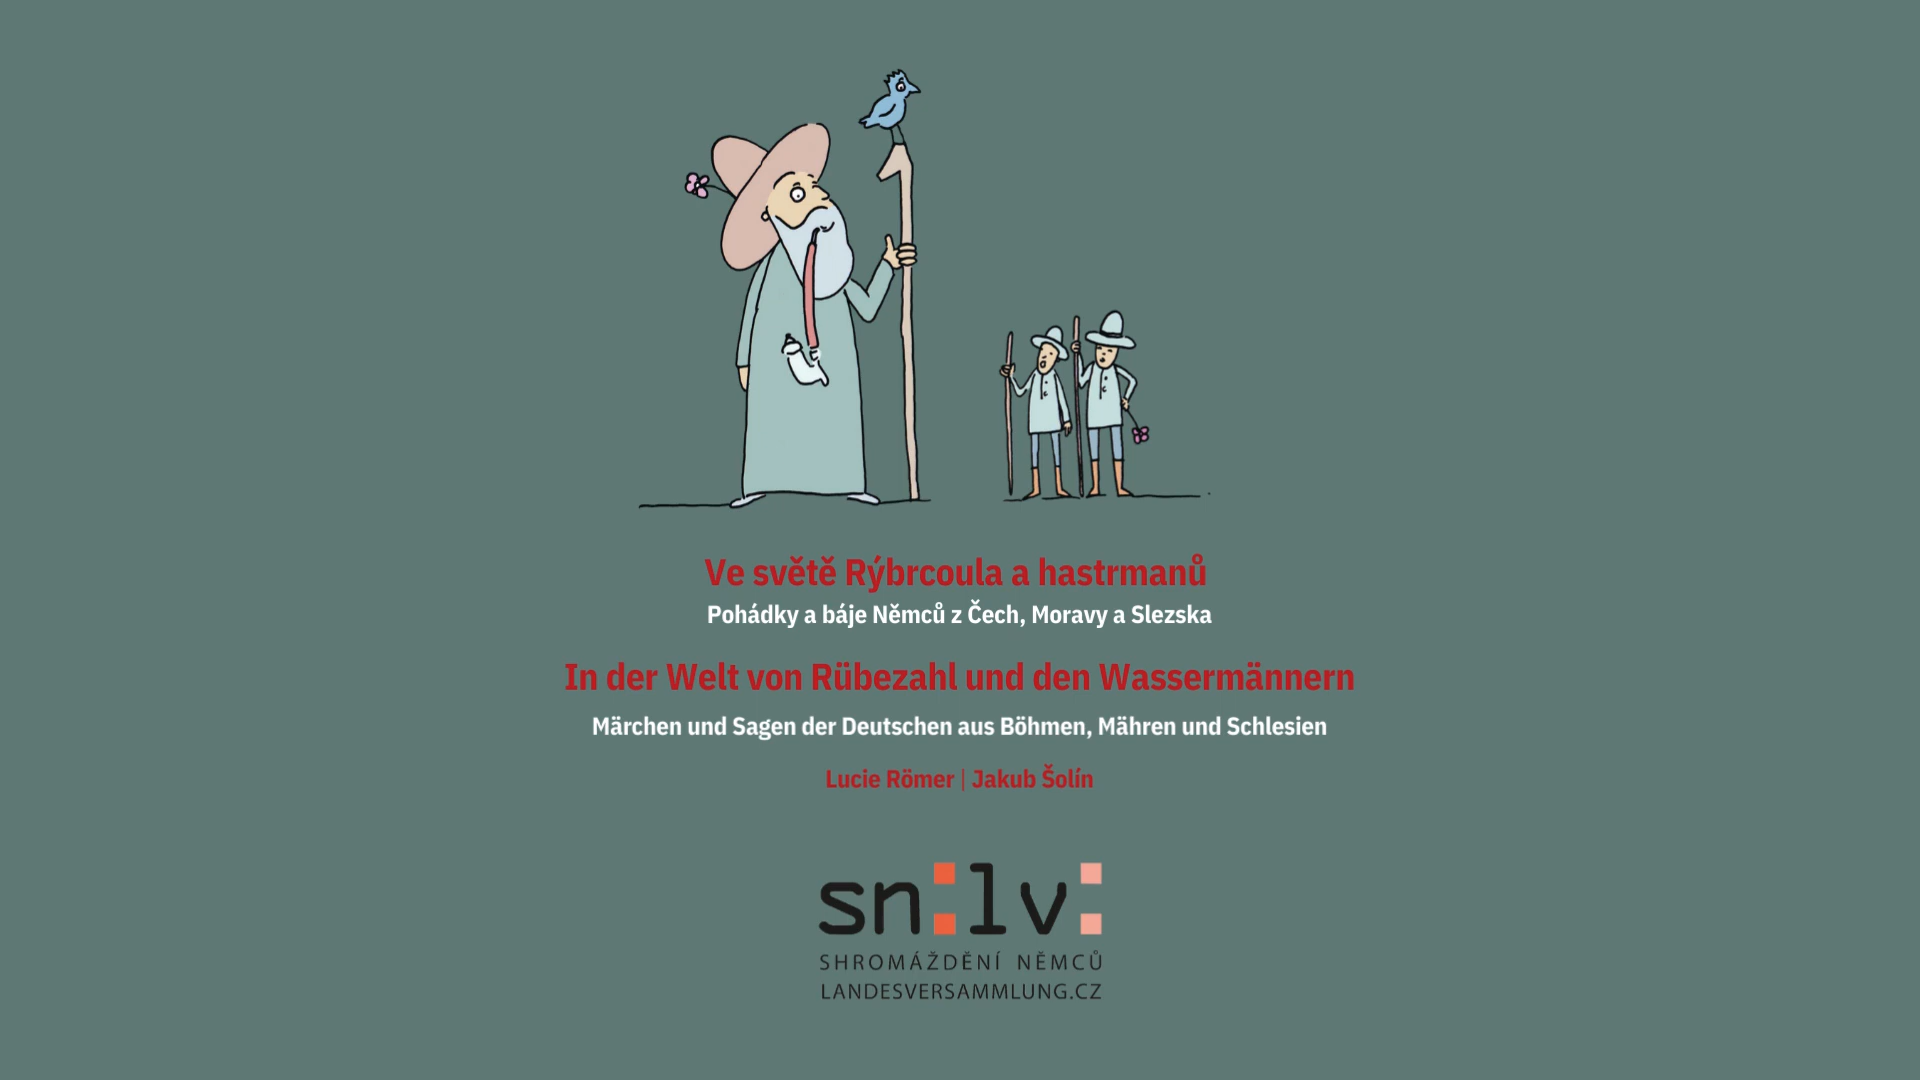 Ve světě Rýbrcoula a hastrmanů
Pohádky a báje Němců z Čech, Moravy a Slezska
In der Welt von Rübezahl und den Wassermännern
Märchen und Sagen der Deutschen aus Böhmen, Mähren und Schlesien
Lucie Römer | Jakub Šolín
sn:lv:
SHROMÁŽDĚNÍ NĚMCŮ
LANDESVERSAMMLUNG.CZ